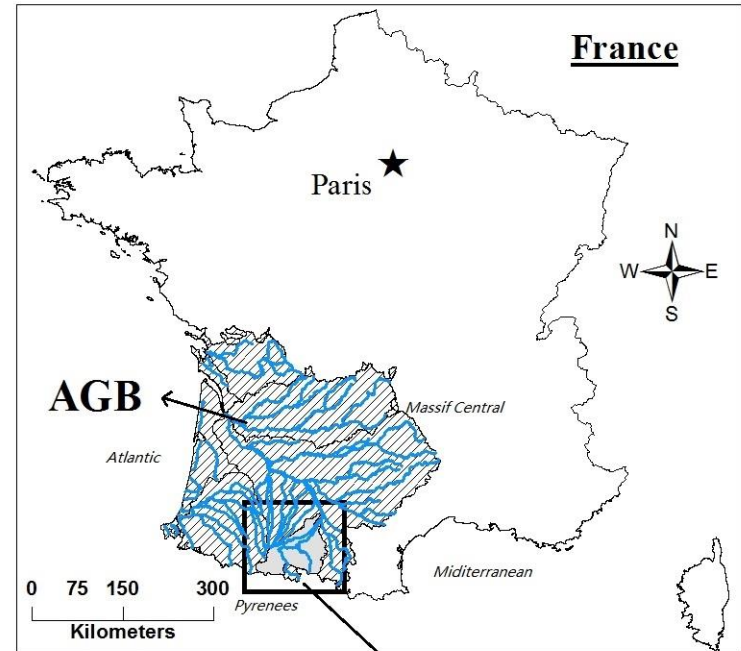 France
Paris
N
W E
S
AGB
Massif Central
Atlantic
Miditerranean
0 75 150 300
Pyrenees
Kilometers